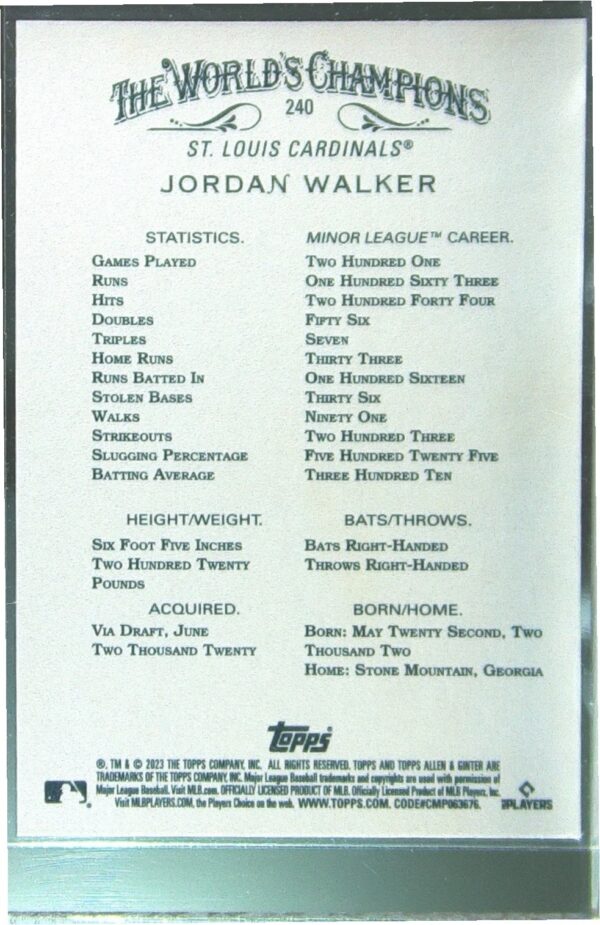 THE WORLD'S CHAMPIONS
240
ST. LOUIS CARDINALS®
JORDAN WALKER
STATISTICS. MINOR LEAGUE™ CAREER.
GAMES PLAYED TWO HUNDRED ONE
RUNS ONE HUNDRED SIXTY THREE
HITS TWO HUNDRED FORTY FOUR
DOUBLES FIFTY SIX
TRIPLES SEVEN
HOME RUNS THIRTY THREE
RUNS BATTED IN ONE HUNDRED SIXTEEN
STOLEN BASES THIRTY SIX
WALKS NINETY ONE
STRIKEOUTS TWO HUNDRED THREE
SLUGGING PERCENTAGE FIVE HUNDRED TWENTY FIVE
BATTING AVERAGE THREE HUNDRED TEN
HEIGHT/WEIGHT.
SIX FOOT FIVE INCHES
TWO HUNDRED TWENTY
POUNDS
BATS/THROWS.
BATS RIGHT-HANDED
THROWS RIGHT-HANDED
ACQUIRED.
VIA DRAFT, JUNE
TWO THOUSAND TWENTY
BORN/HOME.
BORN: MAY TWENTY SECOND, TWO
THOUSAND TWO
HOME: STONE MOUNTAIN, GEORGIA
Topps®
®, TM & © 2023 THE TOPPS COMPANY, INC. ALL RIGHTS RESERVED. TOPPS AND TOPPS ALLEN & GINTER ARE
TRADEMARKS OF THE TOPPS COMPANY, INC. Major League Baseball trademarks and copyrights are used with permission of
Major League Baseball. Visit MLB.com. OFFICIALLY LICENSED PRODUCT OF MLB. Officially Licensed Product of MLB Players, Inc.
Visit MLBPLAYERS.COM, the Players Choice on the web. WWW.TOPPS.COM. CODE#CMP063676.
PLAYERS